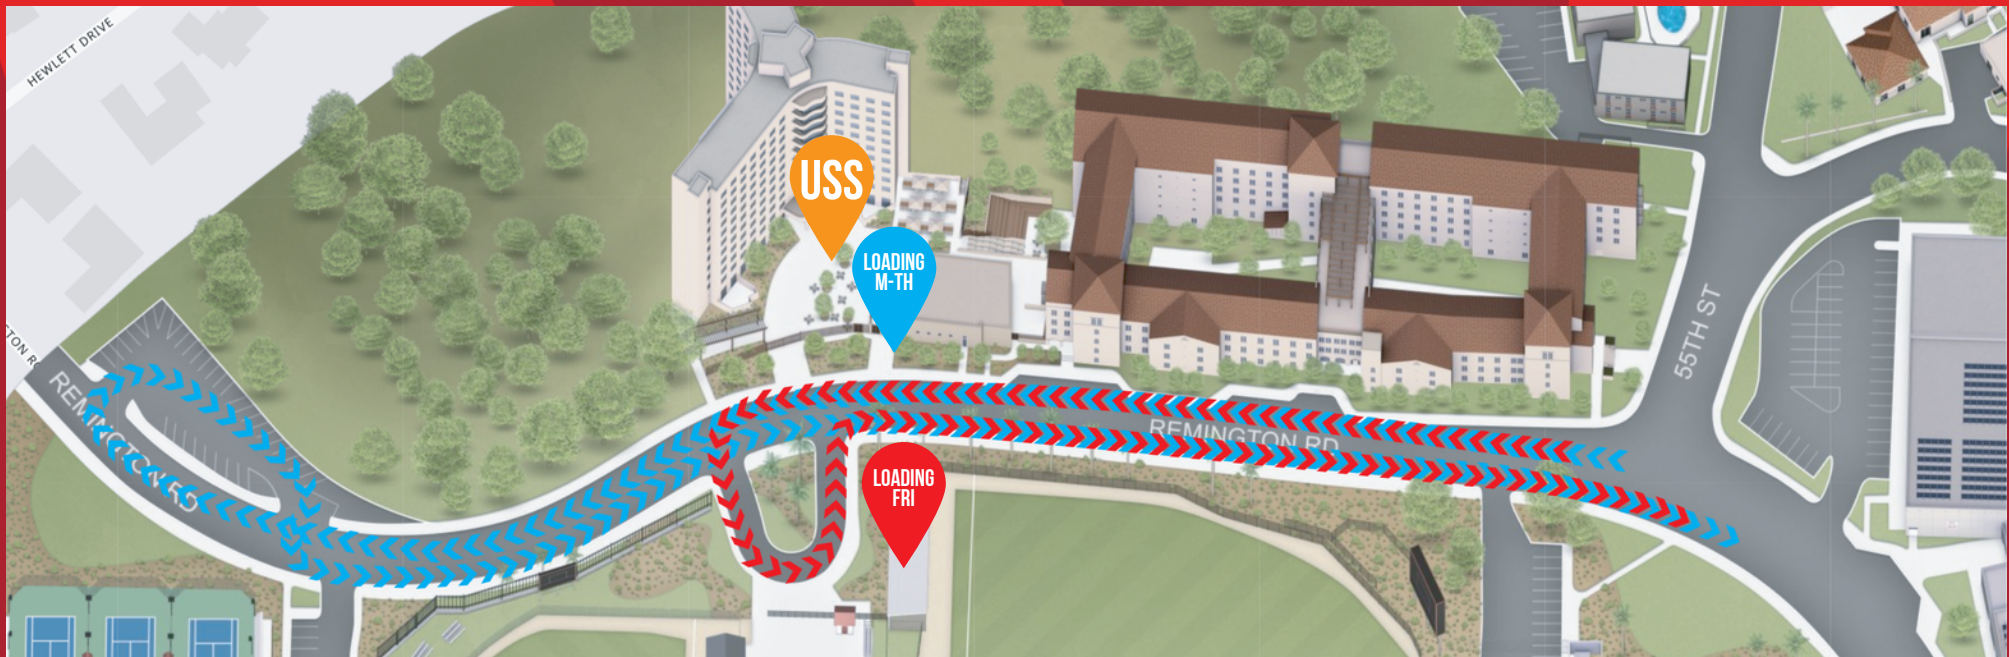 HEWLETT DRIVE
USS
LOADING
M-TH
55TH ST
REMINGTON RD
REMINGTON RD
LOADING
FRI